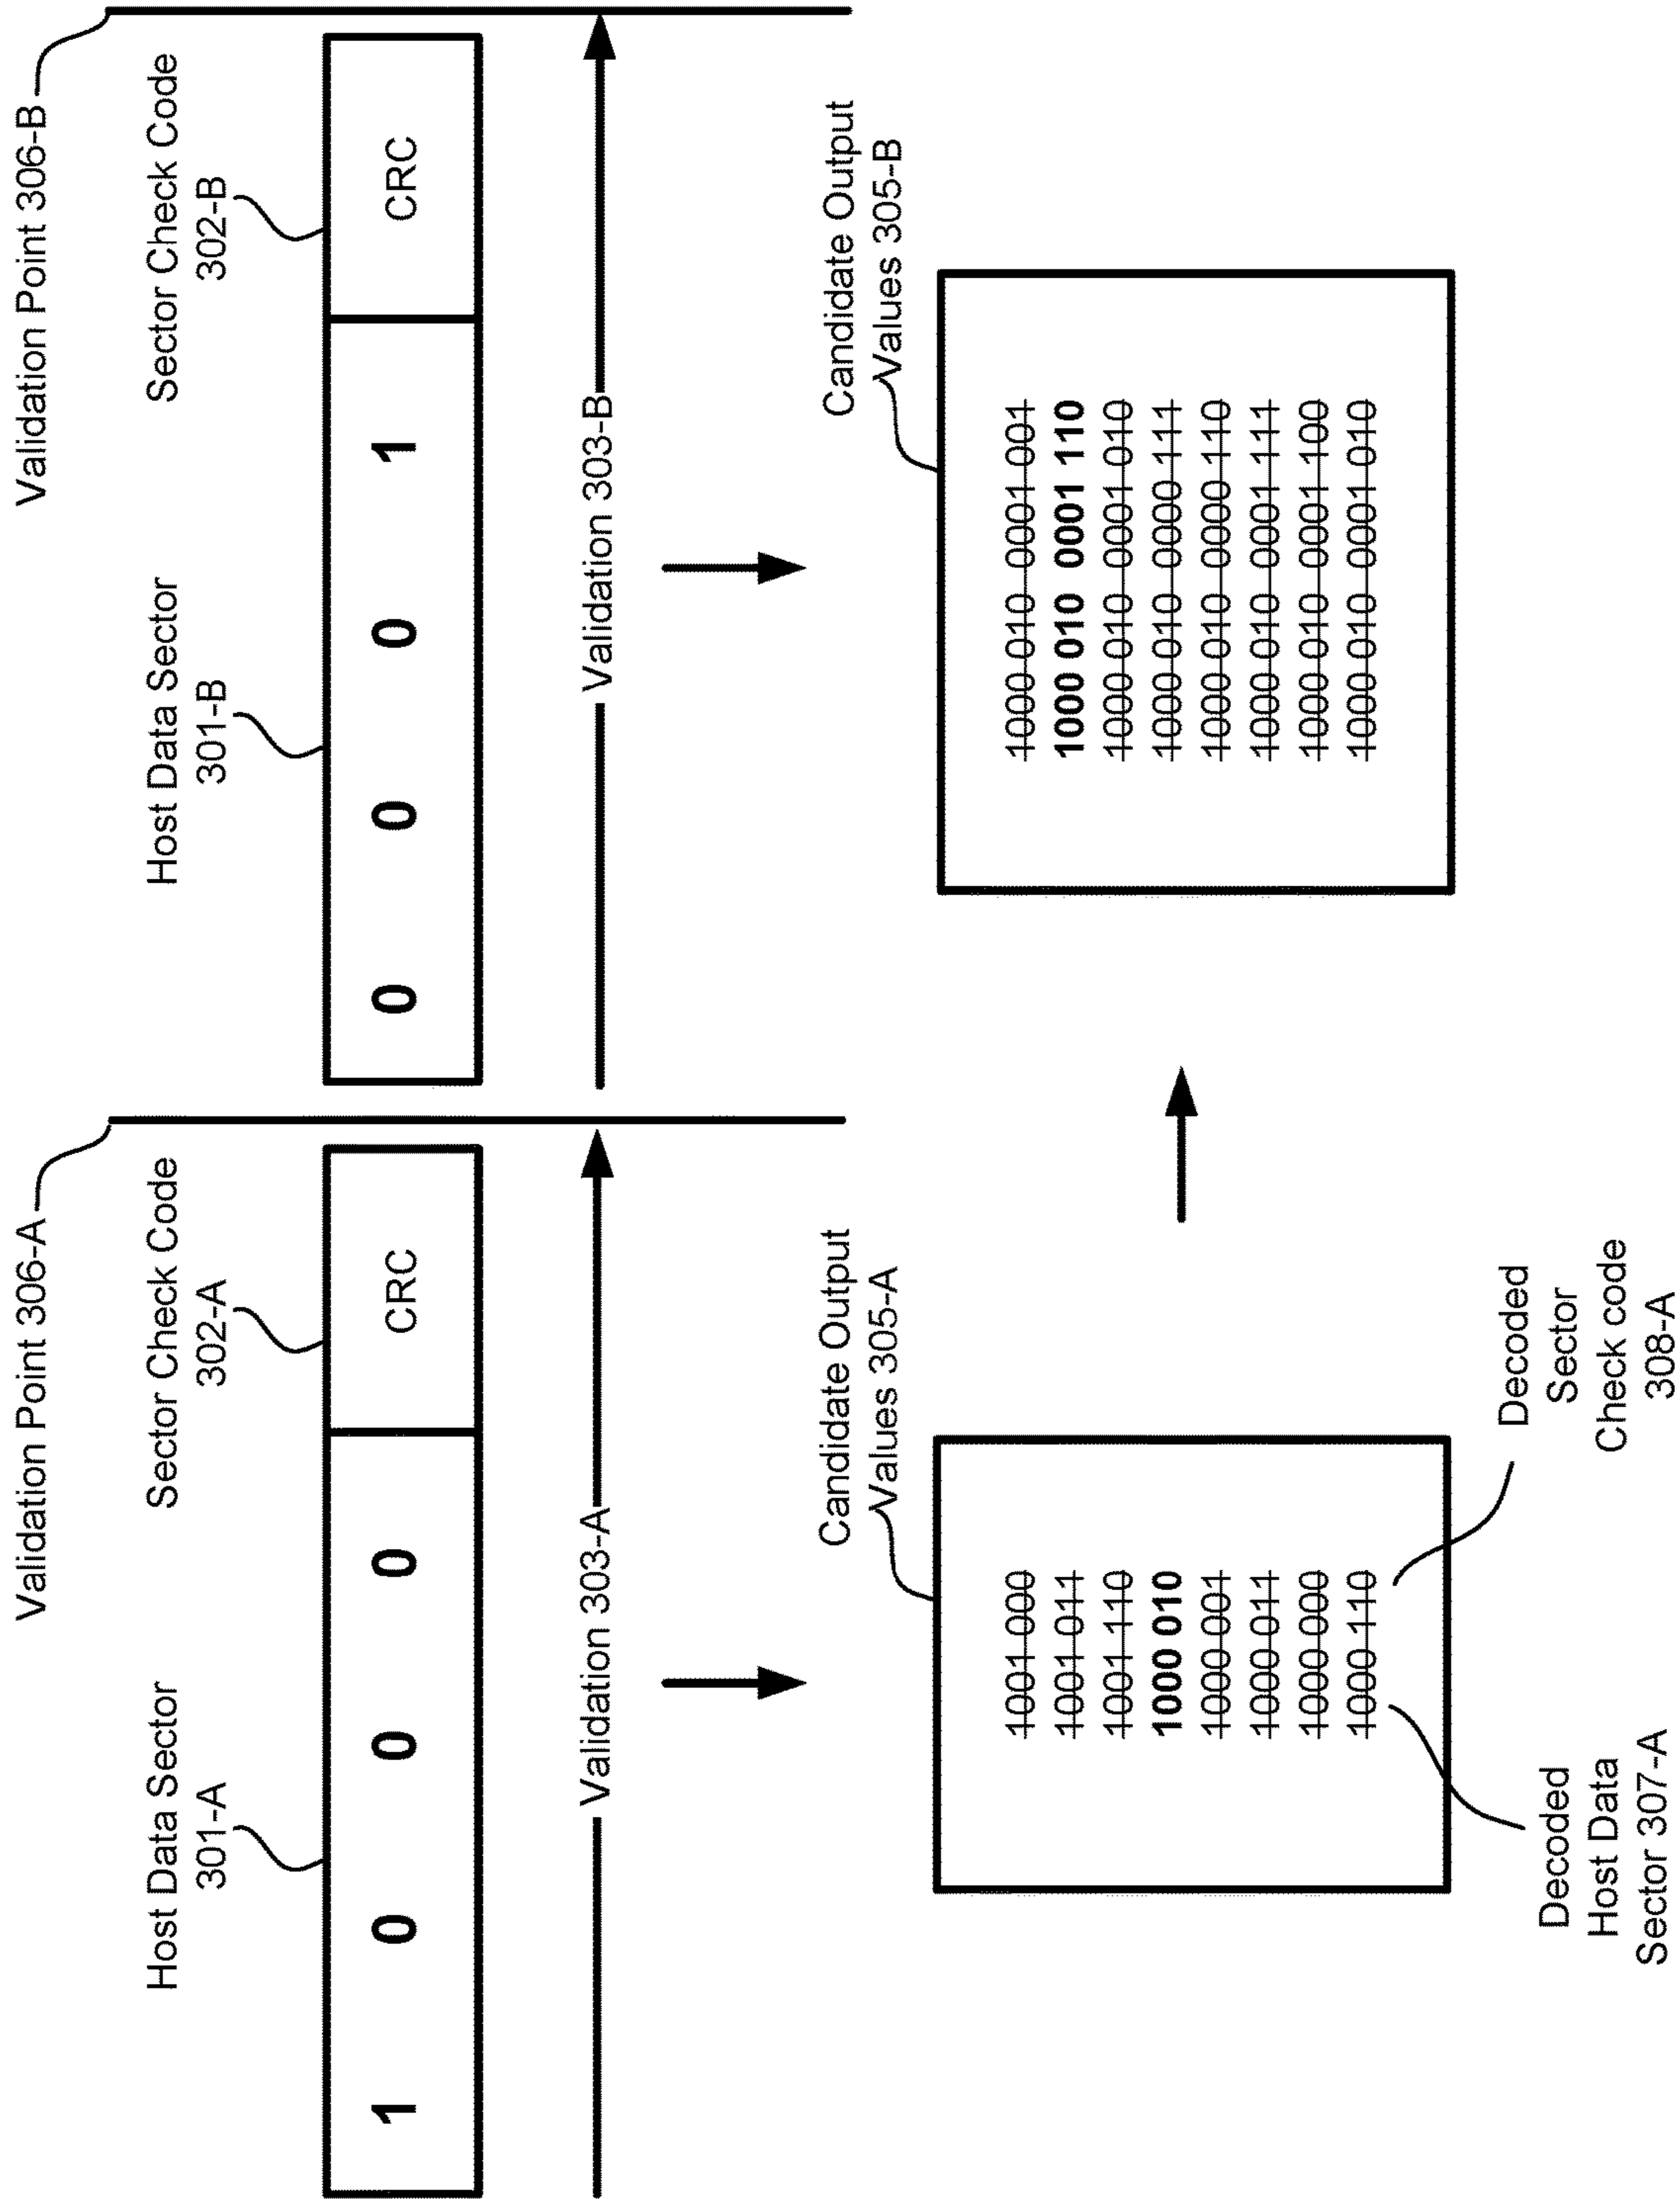 Validation Point 306-A
Validation Point 306-B
Host Data Sector
301-A
Sector Check Code
302-A
Host Data Sector
301-B
Sector Check Code
302-B
1 0 0 0 CRC
0 0 0 1 CRC
Validation 303-A
Validation 303-B
Candidate Output
Values 305-A
1001 000
1001 011
1001 110
1000 010
1000 001
1000 011
1000 000
1000 110
Decoded
Host Data
Sector 307-A
Decoded
Sector
Check code
308-A
Candidate Output
Values 305-B
1000 010 0001 001
1000 010 0001 110
1000 010 0001 010
1000 010 0000 111
1000 010 0000 110
1000 010 0001 111
1000 010 0001 100
1000 010 0001 010